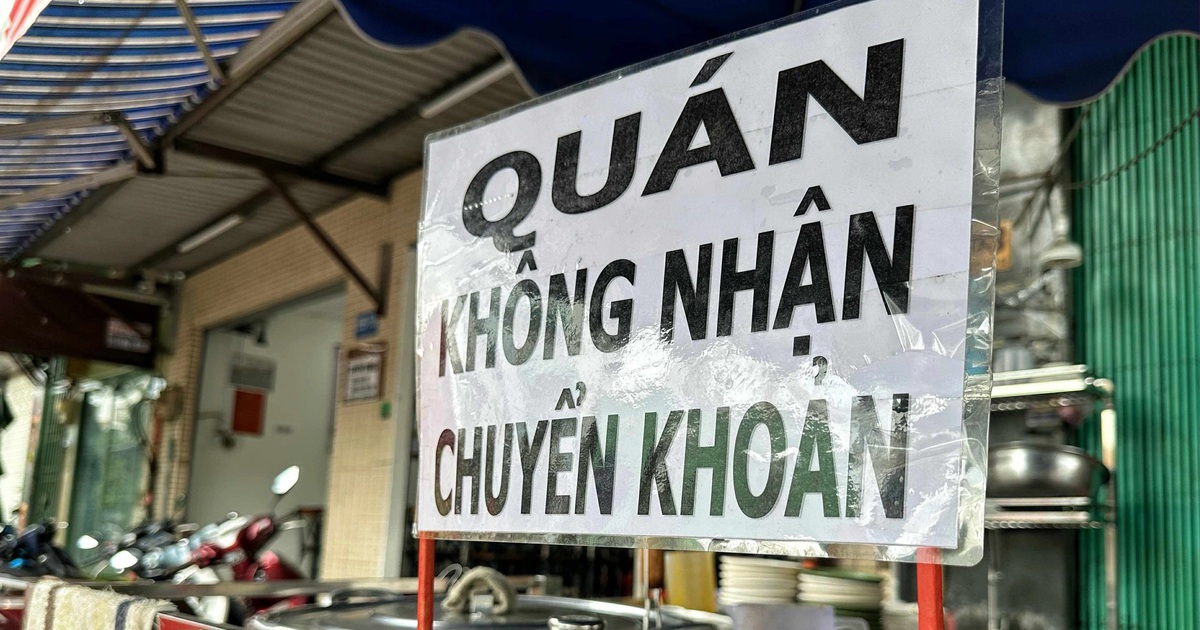 QUÁN
KHÔNG NHẬN
CHUYỂN KHOẢN